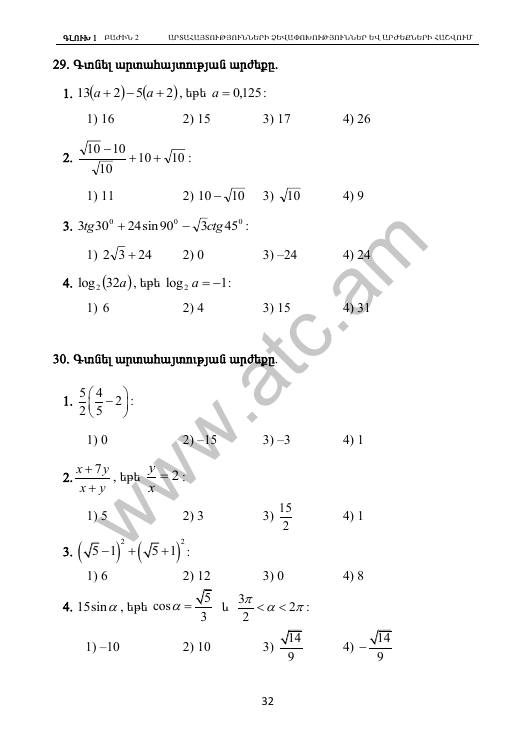 ԳԼՈՒԽ 1 ԲԱԺԻՆ 2 ԱՐՏԱՀԱՅՏՈՒԹՅՈՒՆՆԵՐԻ ՁԵՎԱՓՈԽՈՒԹՅՈՒՆՆԵՐ ԵՎ ԱՐԺԵՔՆԵՐԻ ՀԱՇՎՈՒՄ
29. Գտնել արտահայտության արժեքը.
1. 13(a + 2) – 5(a + 2), եթե a = 0,125:
1) 16 2) 15 3) 17 4) 26
2. (√10 – 10)/√10 + 10 + √10 :
1) 11 2) 10 – √10 3) √10 4) 9
3. 3tg30⁰ + 24sin90⁰ – √3ctg45⁰:
1) 2√3 + 24 2) 0 3) –24 4) 24
4. log₂(32a), եթե log₂ a = –1:
1) 6 2) 4 3) 15 4) 31
30. Գտնել արտահայտության արժեքը.
1. 5/2(4/5 – 2):
1) 0 2) –15 3) –3 4) 1
2. (x + 7y)/(x + y), եթե y/x = 2 :
1) 5 2) 3 3) 15/2 4) 1
3. (√5 – 1)² + (√5 + 1)² :
1) 6 2) 12 3) 0 4) 8
4. 15sinα, եթե cosα = √5/3 և 3π/2 < α < 2π :
1) –10 2) 10 3) √14/9 4) –√14/9
www.atc.am
32